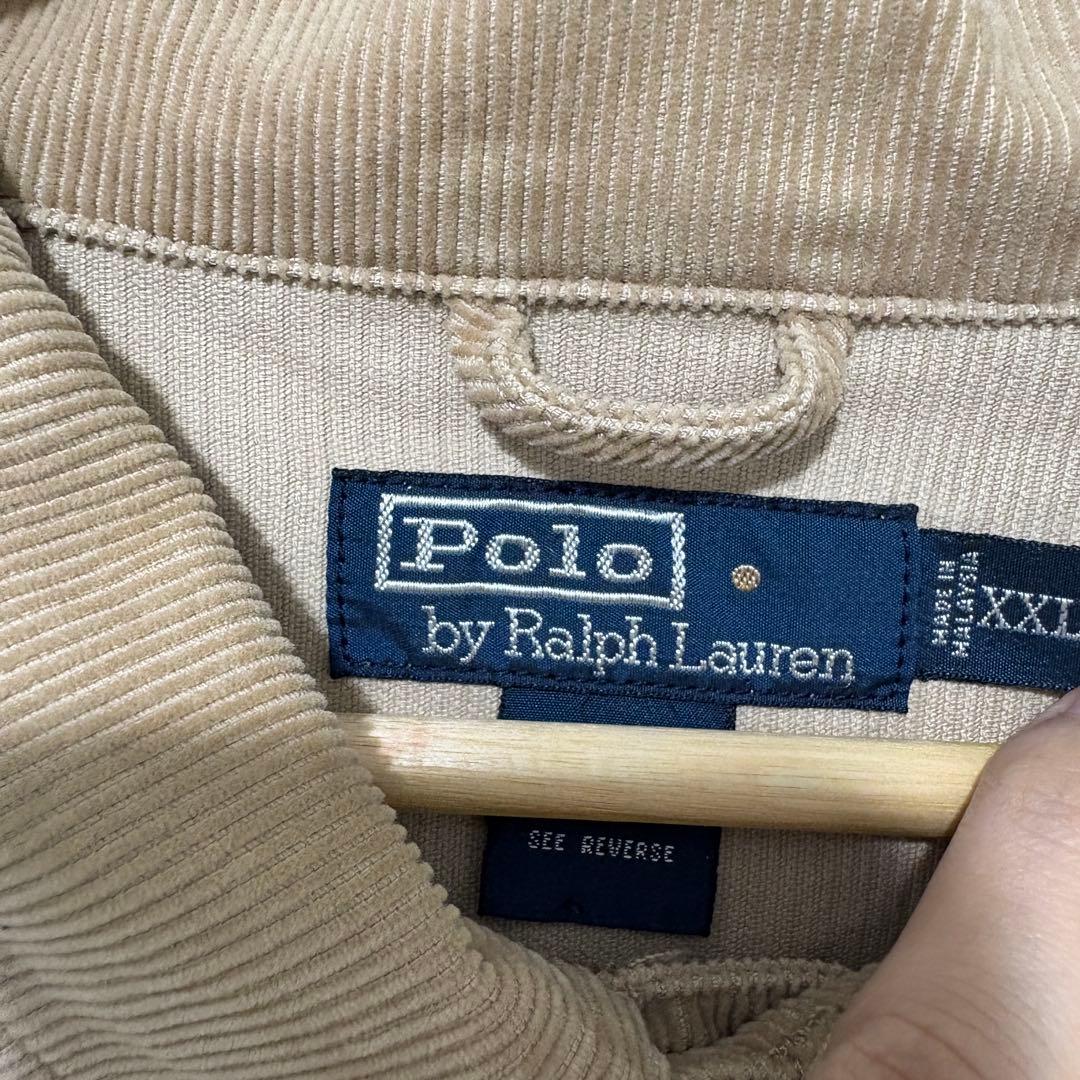 Polo
by Ralph Lauren
MADE IN
MALAYSIA
XXL
SEE REVERSE